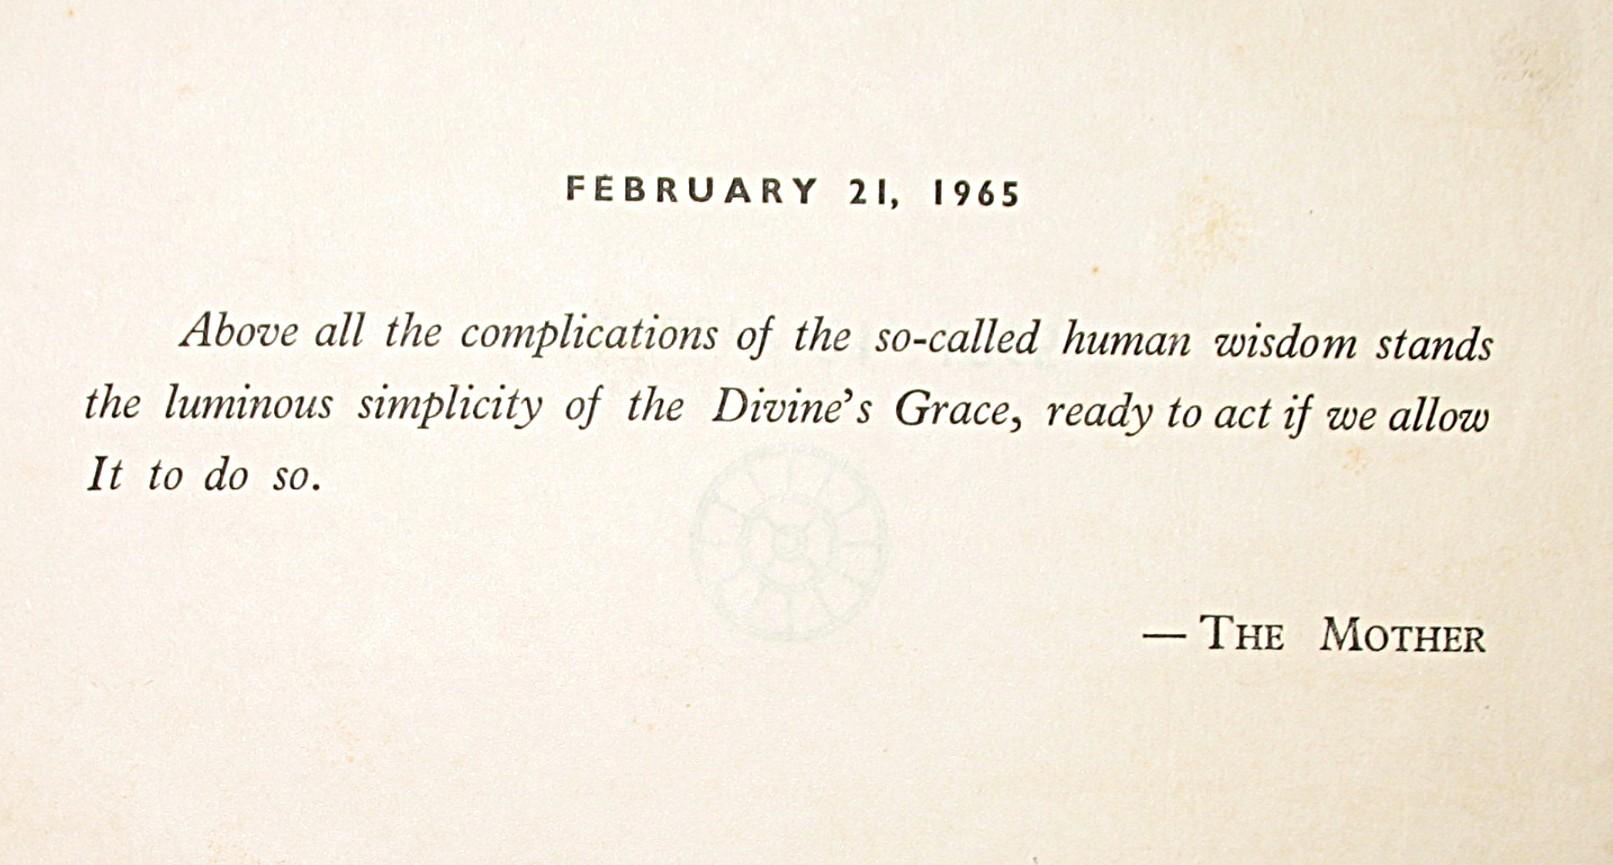 FEBRUARY 21, 1965
Above all the complications of the so-called human wisdom stands
the luminous simplicity of the Divine's Grace, ready to act if we allow
It to do so.
— THE MOTHER